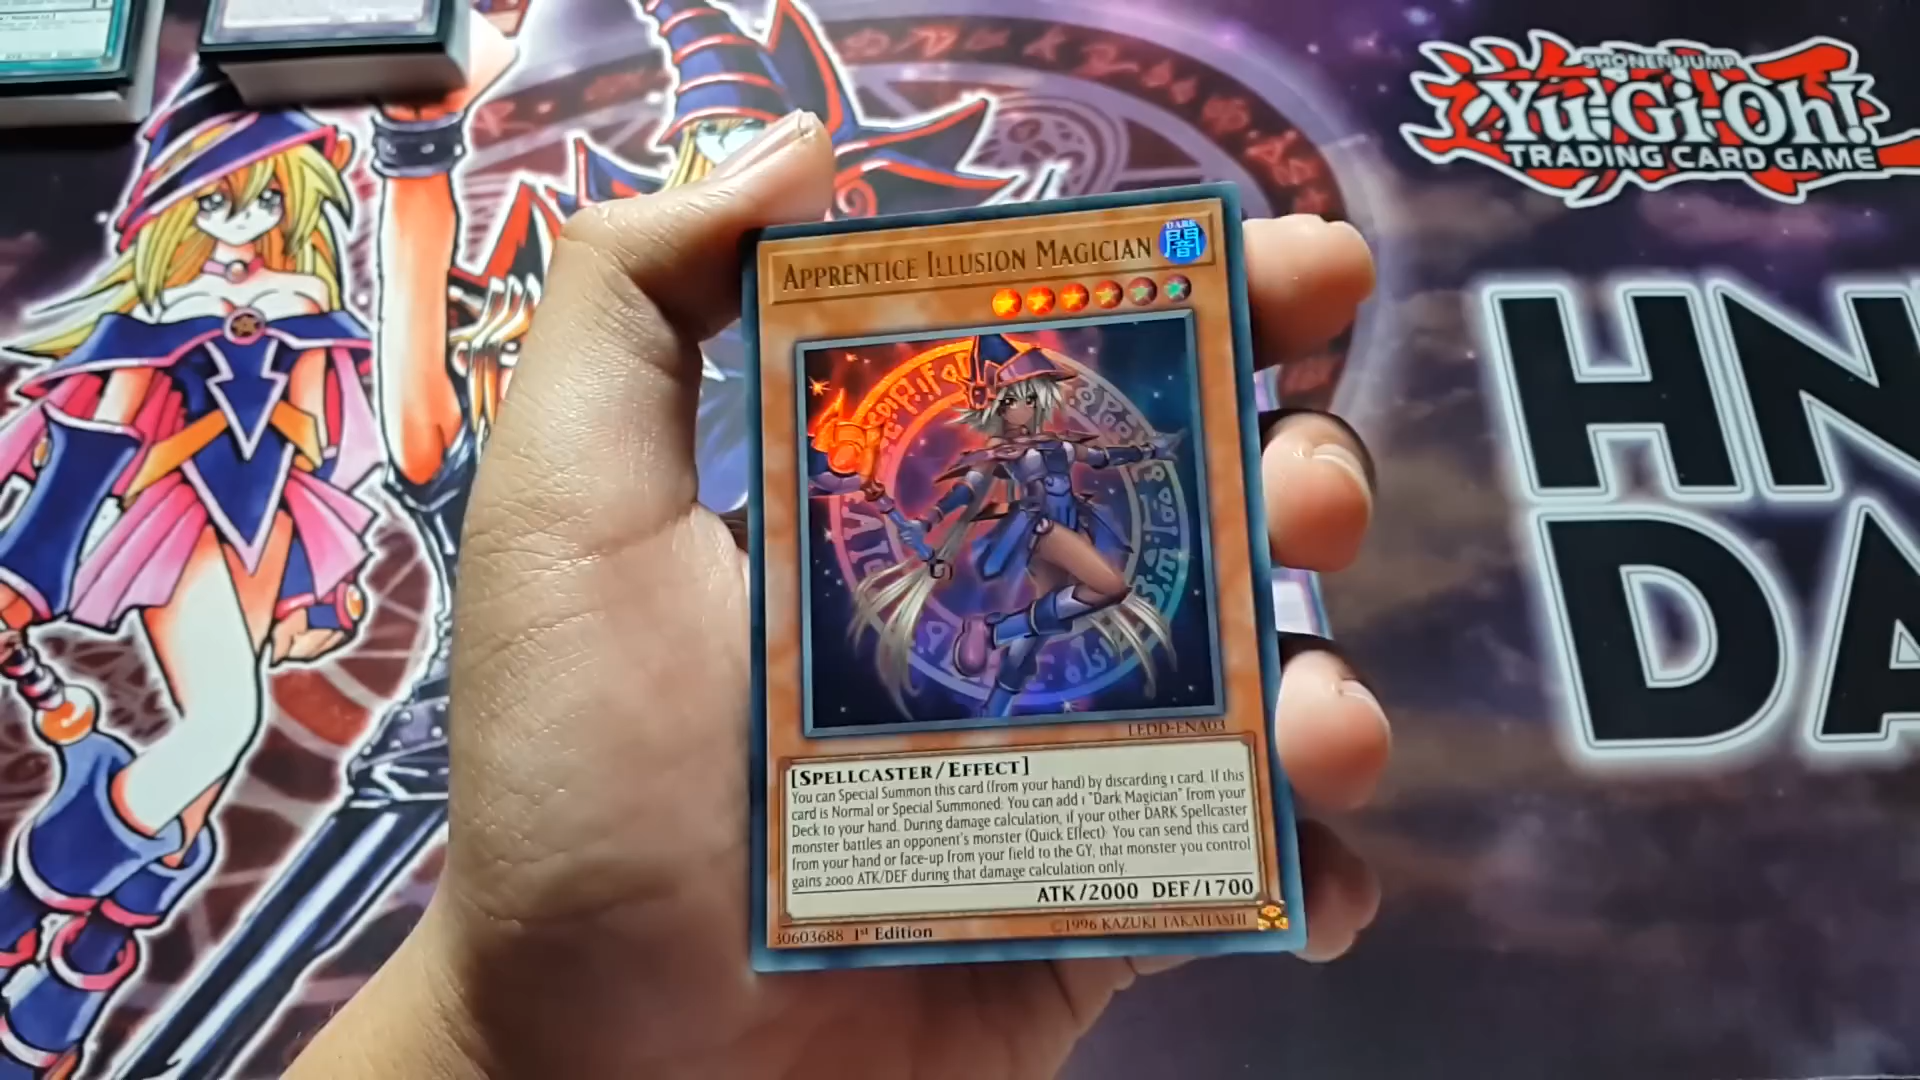 SHONEN JUMP
Yu-Gi-Oh!
TRADING CARD GAME
HN
DA
APPRENTICE ILLUSION MAGICIAN
DARK
闇
LEDD-ENA03
[SPELLCASTER/EFFECT]
You can Special Summon this card (from your hand) by discarding 1 card. If this
card is Normal or Special Summoned: You can add 1 "Dark Magician" from your
Deck to your hand. During damage calculation, if your other DARK Spellcaster
monster battles an opponent's monster (Quick Effect): You can send this card
from your hand or face-up from your field to the GY; that monster you control
gains 2000 ATK/DEF during that damage calculation only.
ATK/2000 DEF/1700
30603688 1st Edition
©1996 KAZUKI TAKAHASHI